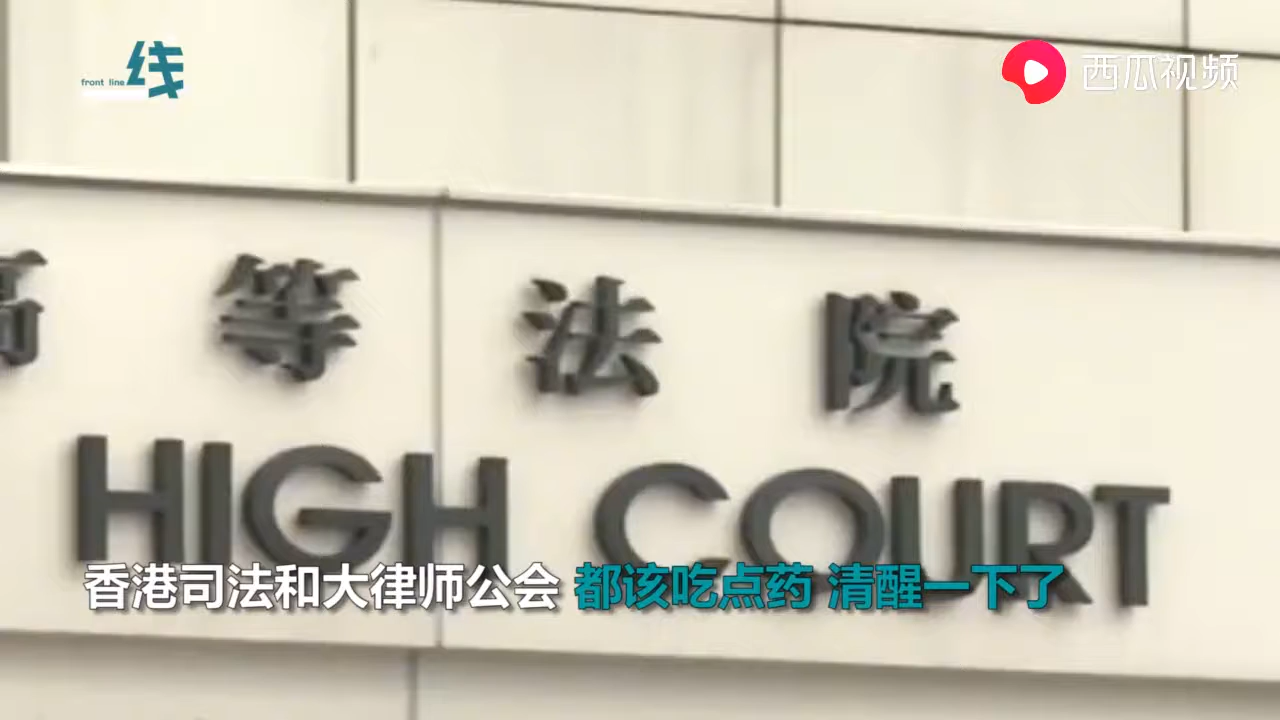 front line 线
西瓜视频
高等法院
HIGH COURT
香港司法和大律师公会 都该吃点药 清醒一下了